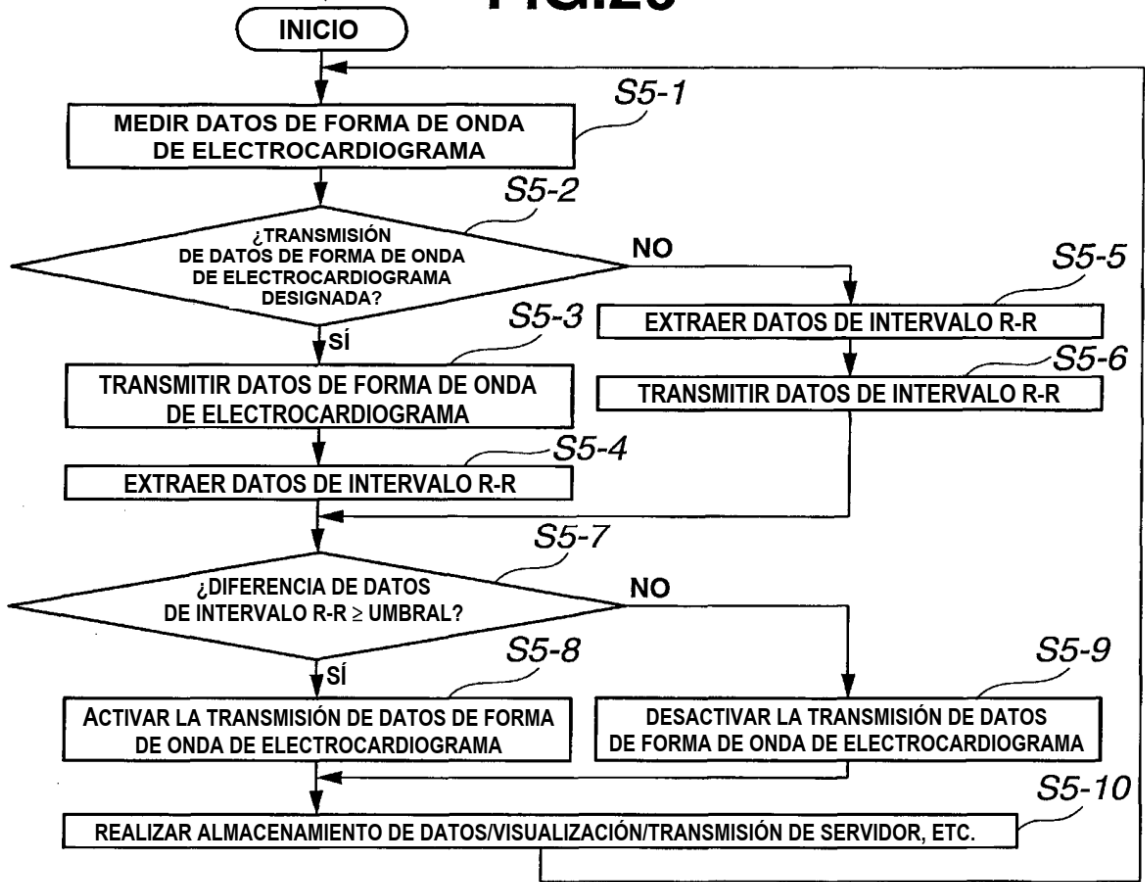 INICIO
S5-1
MEDIR DATOS DE FORMA DE ONDA
DE ELECTROCARDIOGRAMA
S5-2
¿TRANSMISIÓN
DE DATOS DE FORMA DE ONDA
DE ELECTROCARDIOGRAMA
DESIGNADA?
NO
SÍ
S5-3
TRANSMITIR DATOS DE FORMA DE ONDA
DE ELECTROCARDIOGRAMA
S5-4
EXTRAER DATOS DE INTERVALO R-R
S5-5
EXTRAER DATOS DE INTERVALO R-R
S5-6
TRANSMITIR DATOS DE INTERVALO R-R
S5-7
¿DIFERENCIA DE DATOS
DE INTERVALO R-R ≥ UMBRAL?
NO
SÍ
S5-8
ACTIVAR LA TRANSMISIÓN DE DATOS DE FORMA
DE ONDA DE ELECTROCARDIOGRAMA
S5-9
DESACTIVAR LA TRANSMISIÓN DE DATOS
DE FORMA DE ONDA DE ELECTROCARDIOGRAMA
S5-10
REALIZAR ALMACENAMIENTO DE DATOS/VISUALIZACIÓN/TRANSMISIÓN DE SERVIDOR, ETC.